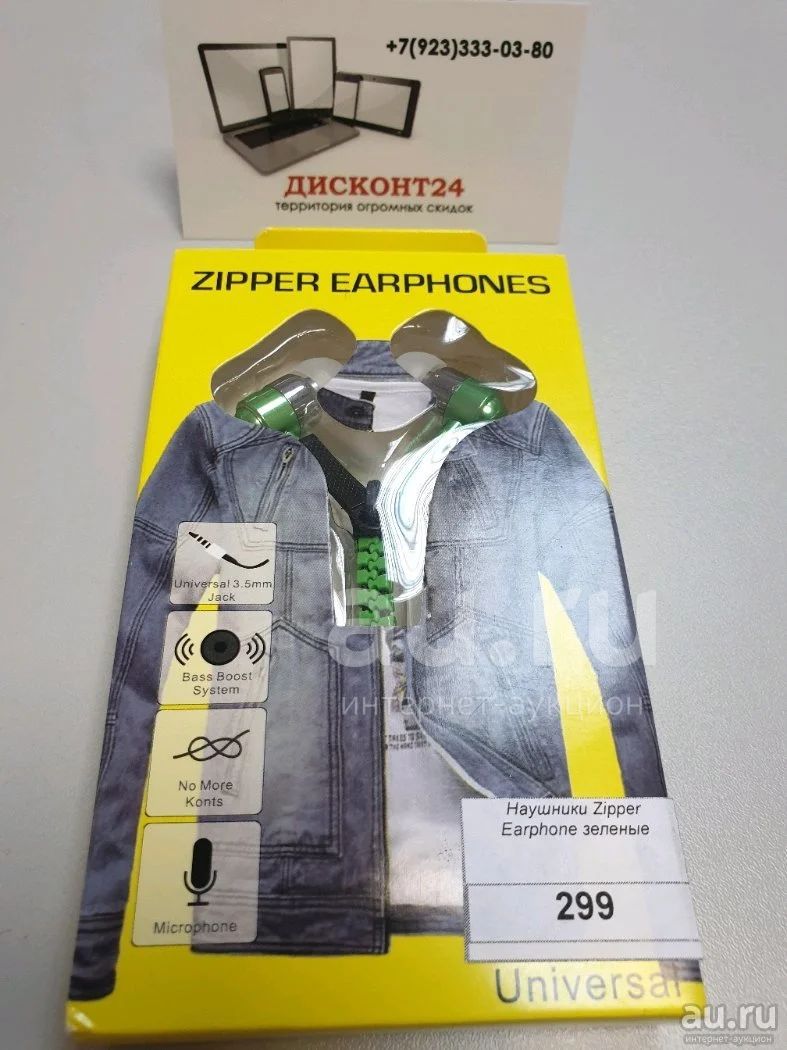 +7(923)333-03-80
ДИСКОНТ24
территория огромных скидок
ZIPPER EARPHONES
Universal 3.5mm
Jack
Bass Boost
System
No More
Konts
Microphone
au.ru
интернет-аукцион
Наушники Zipper
Earphone зеленые
299
Universal
au.ru
интернет-аукцион